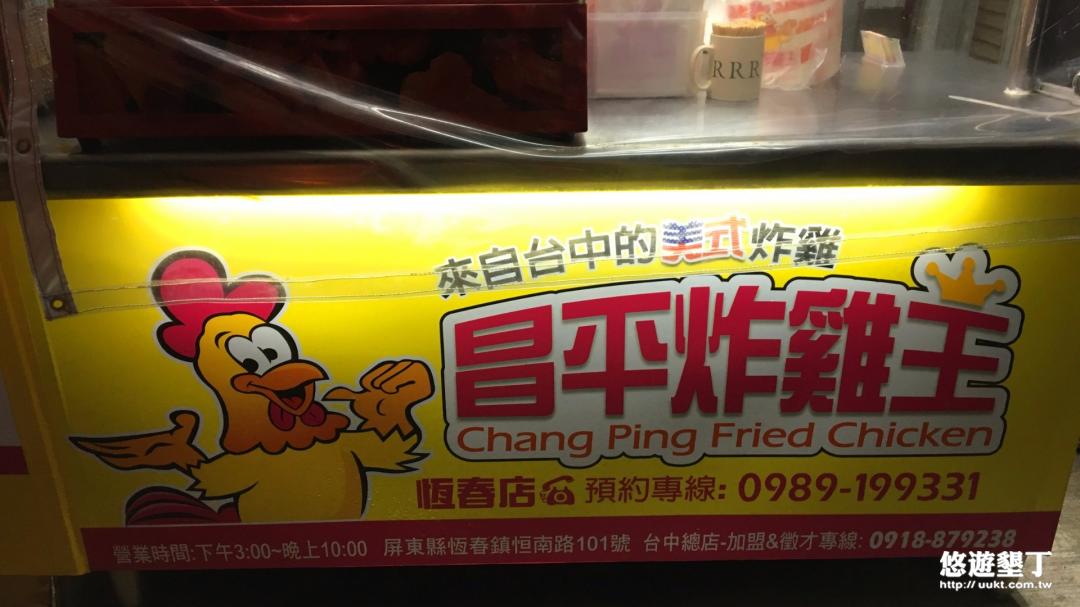 RRR
來自台中的美式炸雞
昌平炸雞王
Chang Ping Fried Chicken
恆春店 預約專線: 0989-199331
營業時間:下午3:00~晚上10:00 屏東縣恆春鎮恒南路101號 台中總店-加盟&徵才專線: 0918-879238
悠遊墾丁
http://uukt.com.tw